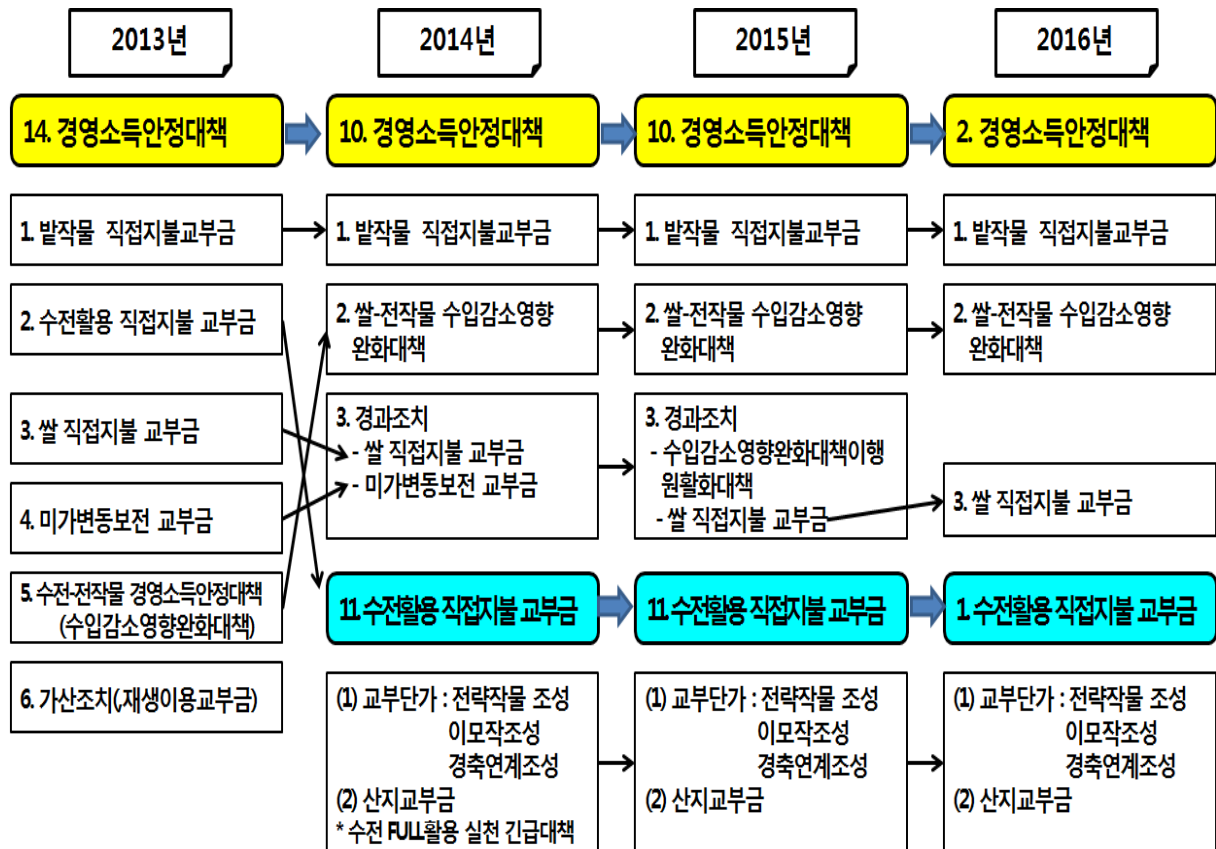 2013년
2014년
2015년
2016년
14. 경영소득안정대책
10. 경영소득안정대책
10. 경영소득안정대책
2. 경영소득안정대책
1. 밭작물 직접지불교부금
1. 밭작물 직접지불교부금
1. 밭작물 직접지불교부금
1. 밭작물 직접지불교부금
2. 수전활용 직접지불 교부금
2. 쌀-전작물 수입감소영향
완화대책
2. 쌀-전작물 수입감소영향
완화대책
2. 쌀-전작물 수입감소영향
완화대책
3. 쌀 직접지불 교부금
3. 경과조치
- 쌀 직접지불 교부금
- 미가변동보전 교부금
3. 경과조치
- 수입감소영향완화대책이행
원활화대책
- 쌀 직접지불 교부금
3. 쌀 직접지불 교부금
4. 미가변동보전 교부금
5. 수전-전작물 경영소득안정대책
(수입감소영향완화대책)
11. 수전활용 직접지불 교부금
11. 수전활용 직접지불 교부금
1. 수전활용 직접지불 교부금
6. 가산조치(,재생이용교부금)
(1) 교부단가 : 전략작물 조성
이모작조성
경축연계조성
(2) 산지교부금
* 수전 FULL활용 실천 긴급대책
(1) 교부단가 : 전략작물 조성
이모작조성
경축연계조성
(2) 산지교부금
(1) 교부단가 : 전략작물 조성
이모작조성
경축연계조성
(2) 산지교부금